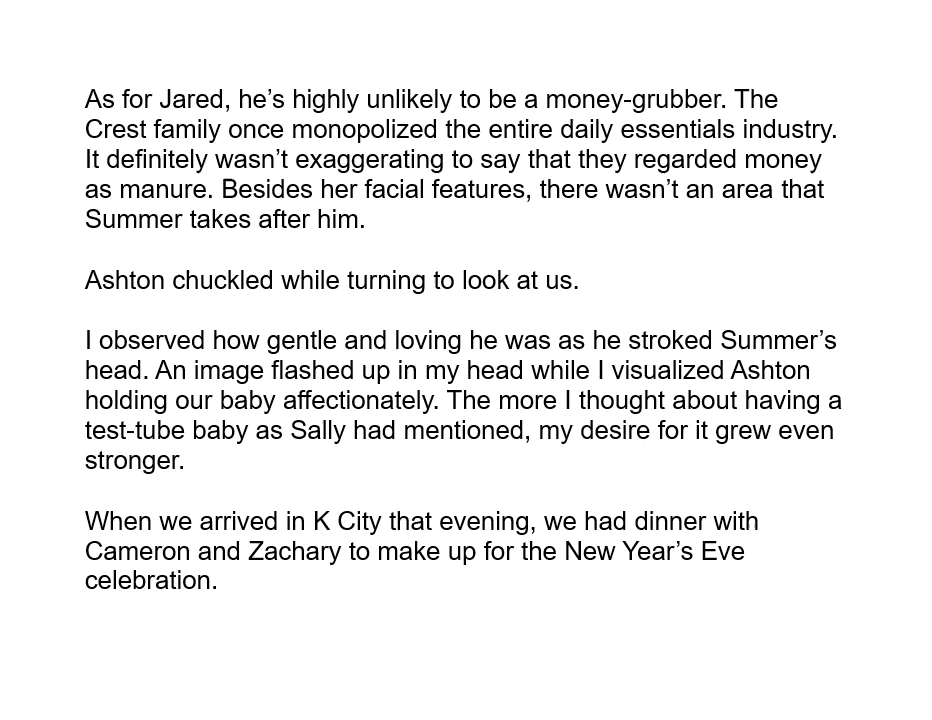 As for Jared, he’s highly unlikely to be a money-grubber. The
Crest family once monopolized the entire daily essentials industry.
It definitely wasn’t exaggerating to say that they regarded money
as manure. Besides her facial features, there wasn’t an area that
Summer takes after him.
Ashton chuckled while turning to look at us.
I observed how gentle and loving he was as he stroked Summer’s
head. An image flashed up in my head while I visualized Ashton
holding our baby affectionately. The more I thought about having a
test-tube baby as Sally had mentioned, my desire for it grew even
stronger.
When we arrived in K City that evening, we had dinner with
Cameron and Zachary to make up for the New Year’s Eve
celebration.